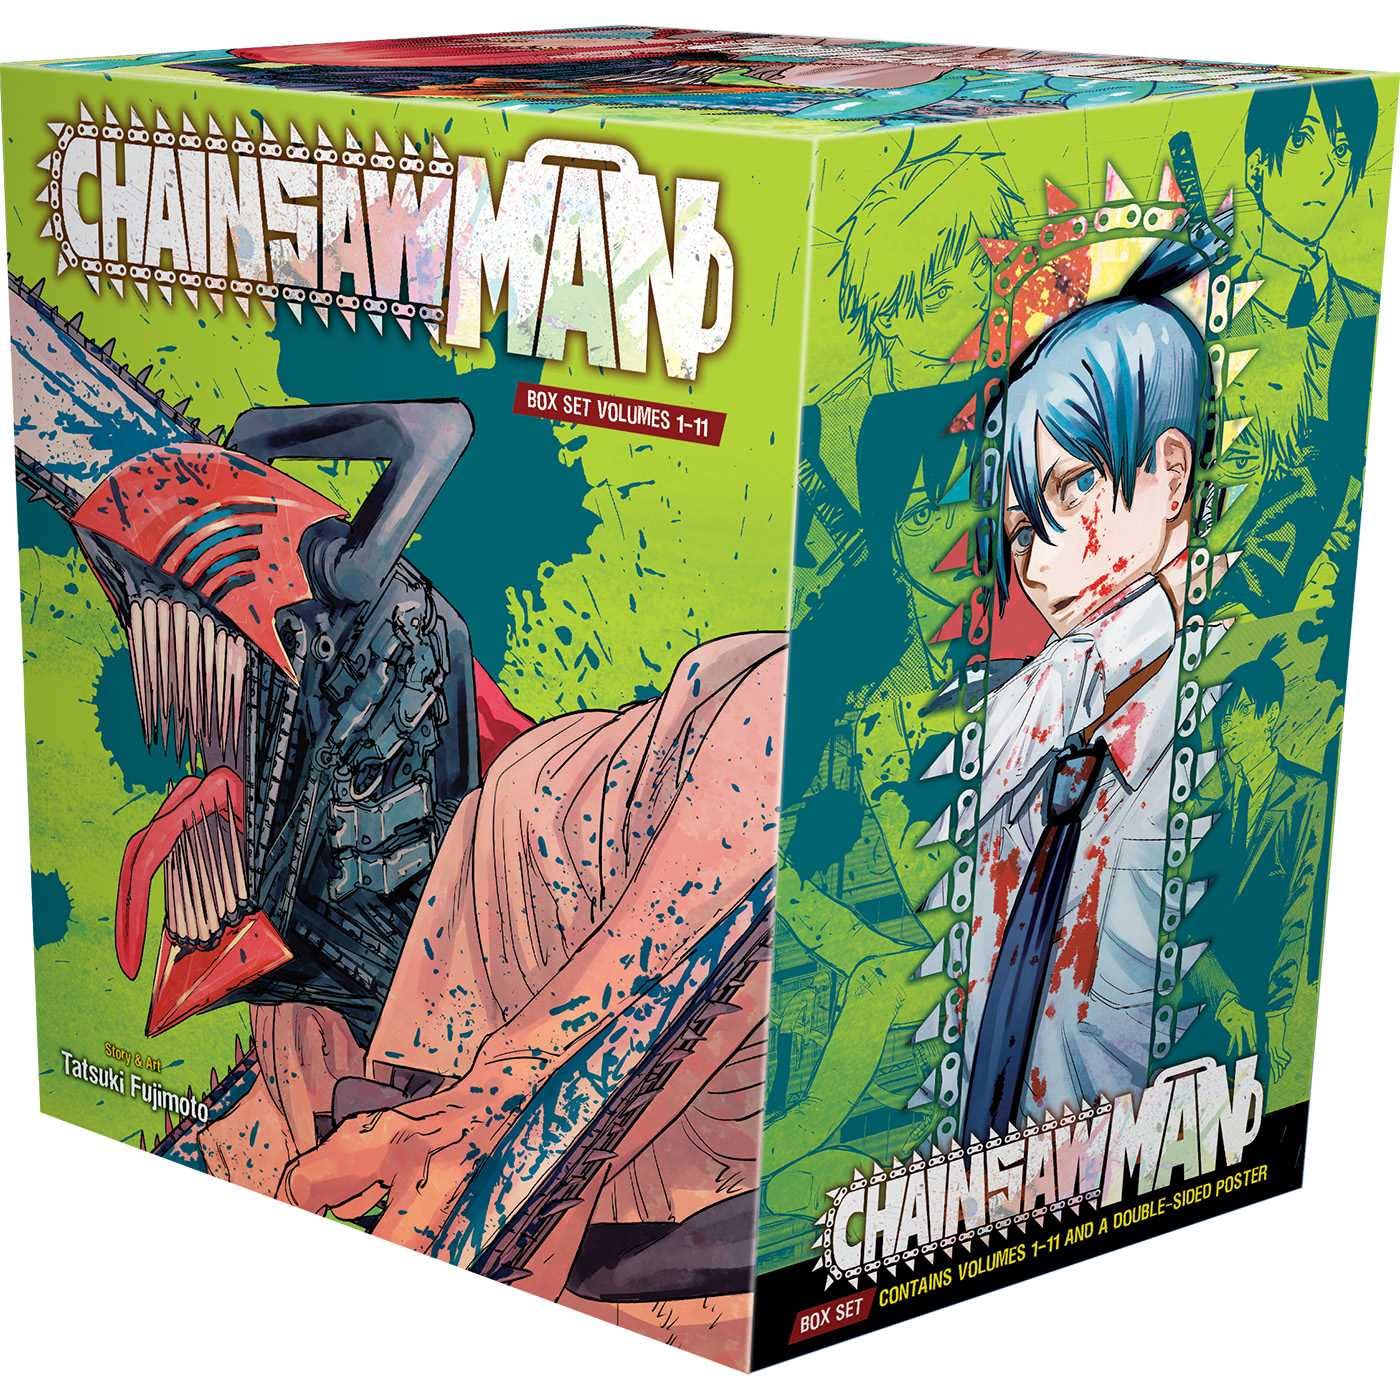 CHAINSAW MAN
BOX SET VOLUMES 1-11
Story & Art
Tatsuki Fujimoto
CHAINSAW MAN
BOX SET CONTAINS VOLUMES 1-11 AND A DOUBLE-SIDED POSTER